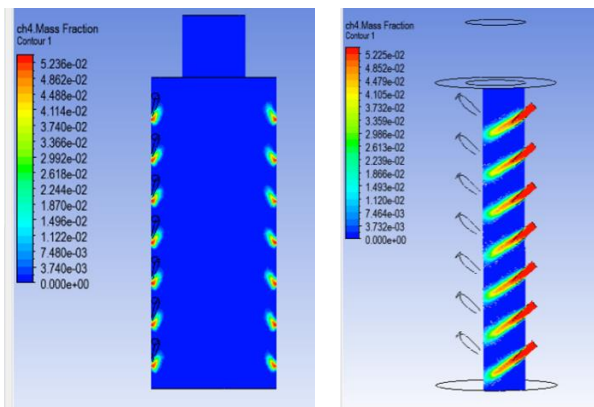 ch4.Mass Fraction
Contour 1
5.236e-02
4.862e-02
4.488e-02
4.114e-02
3.740e-02
3.366e-02
2.992e-02
2.618e-02
2.244e-02
1.870e-02
1.496e-02
1.122e-02
7.480e-03
3.740e-03
0.000e+00
ch4.Mass Fraction
Contour 1
5.225e-02
4.852e-02
4.479e-02
4.105e-02
3.732e-02
3.359e-02
2.986e-02
2.613e-02
2.239e-02
1.866e-02
1.493e-02
1.120e-02
7.464e-03
3.732e-03
0.000e+00